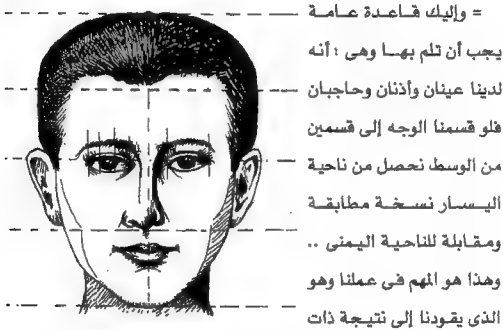 = وإليك قاعدة عامة
يجب أن تلم بها وهى ؛ أنه
لدينا عينان وأذنان وحاجبان
فلو قسمنا الوجه إلى قسمين
من الوسط نحصل من ناحية
اليسار نسخة مطابقة
ومقابلة للناحية اليمنى ..
وهذا هو المهم فى عملنا وهو
الذى يقودنا إلى نتيجة ذات